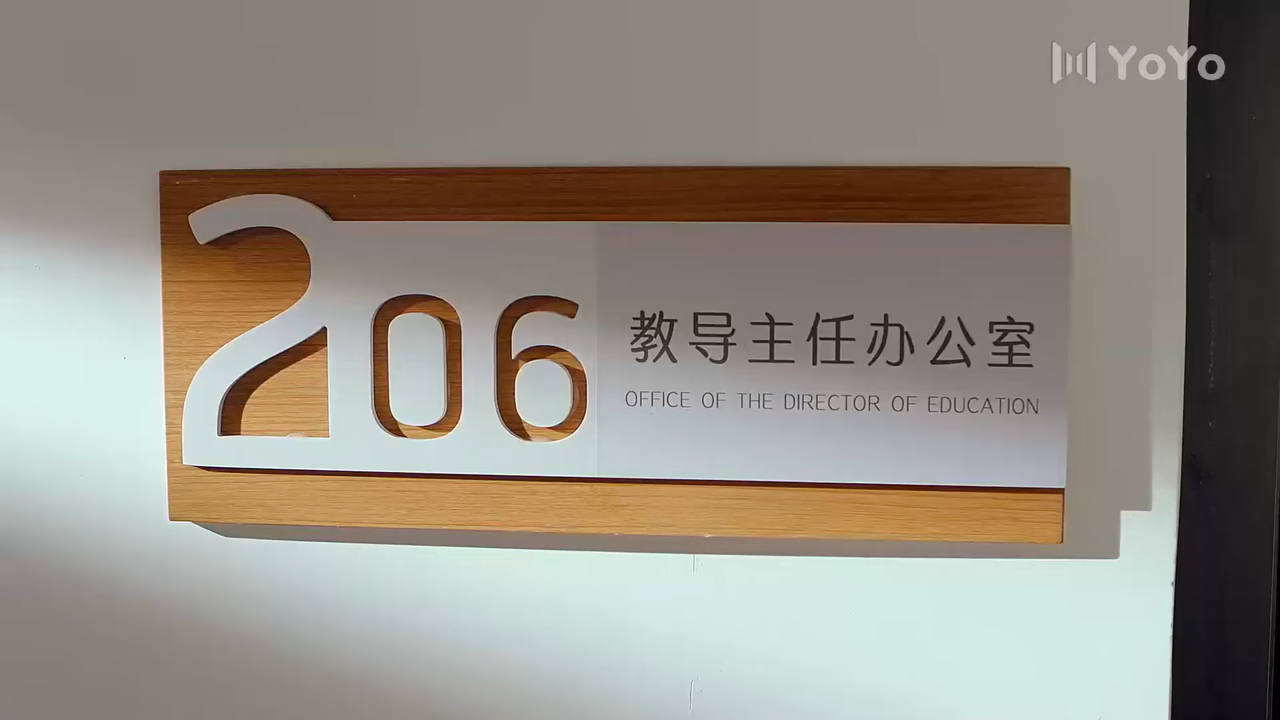 YoYo
206
教导主任办公室
OFFICE OF THE DIRECTOR OF EDUCATION